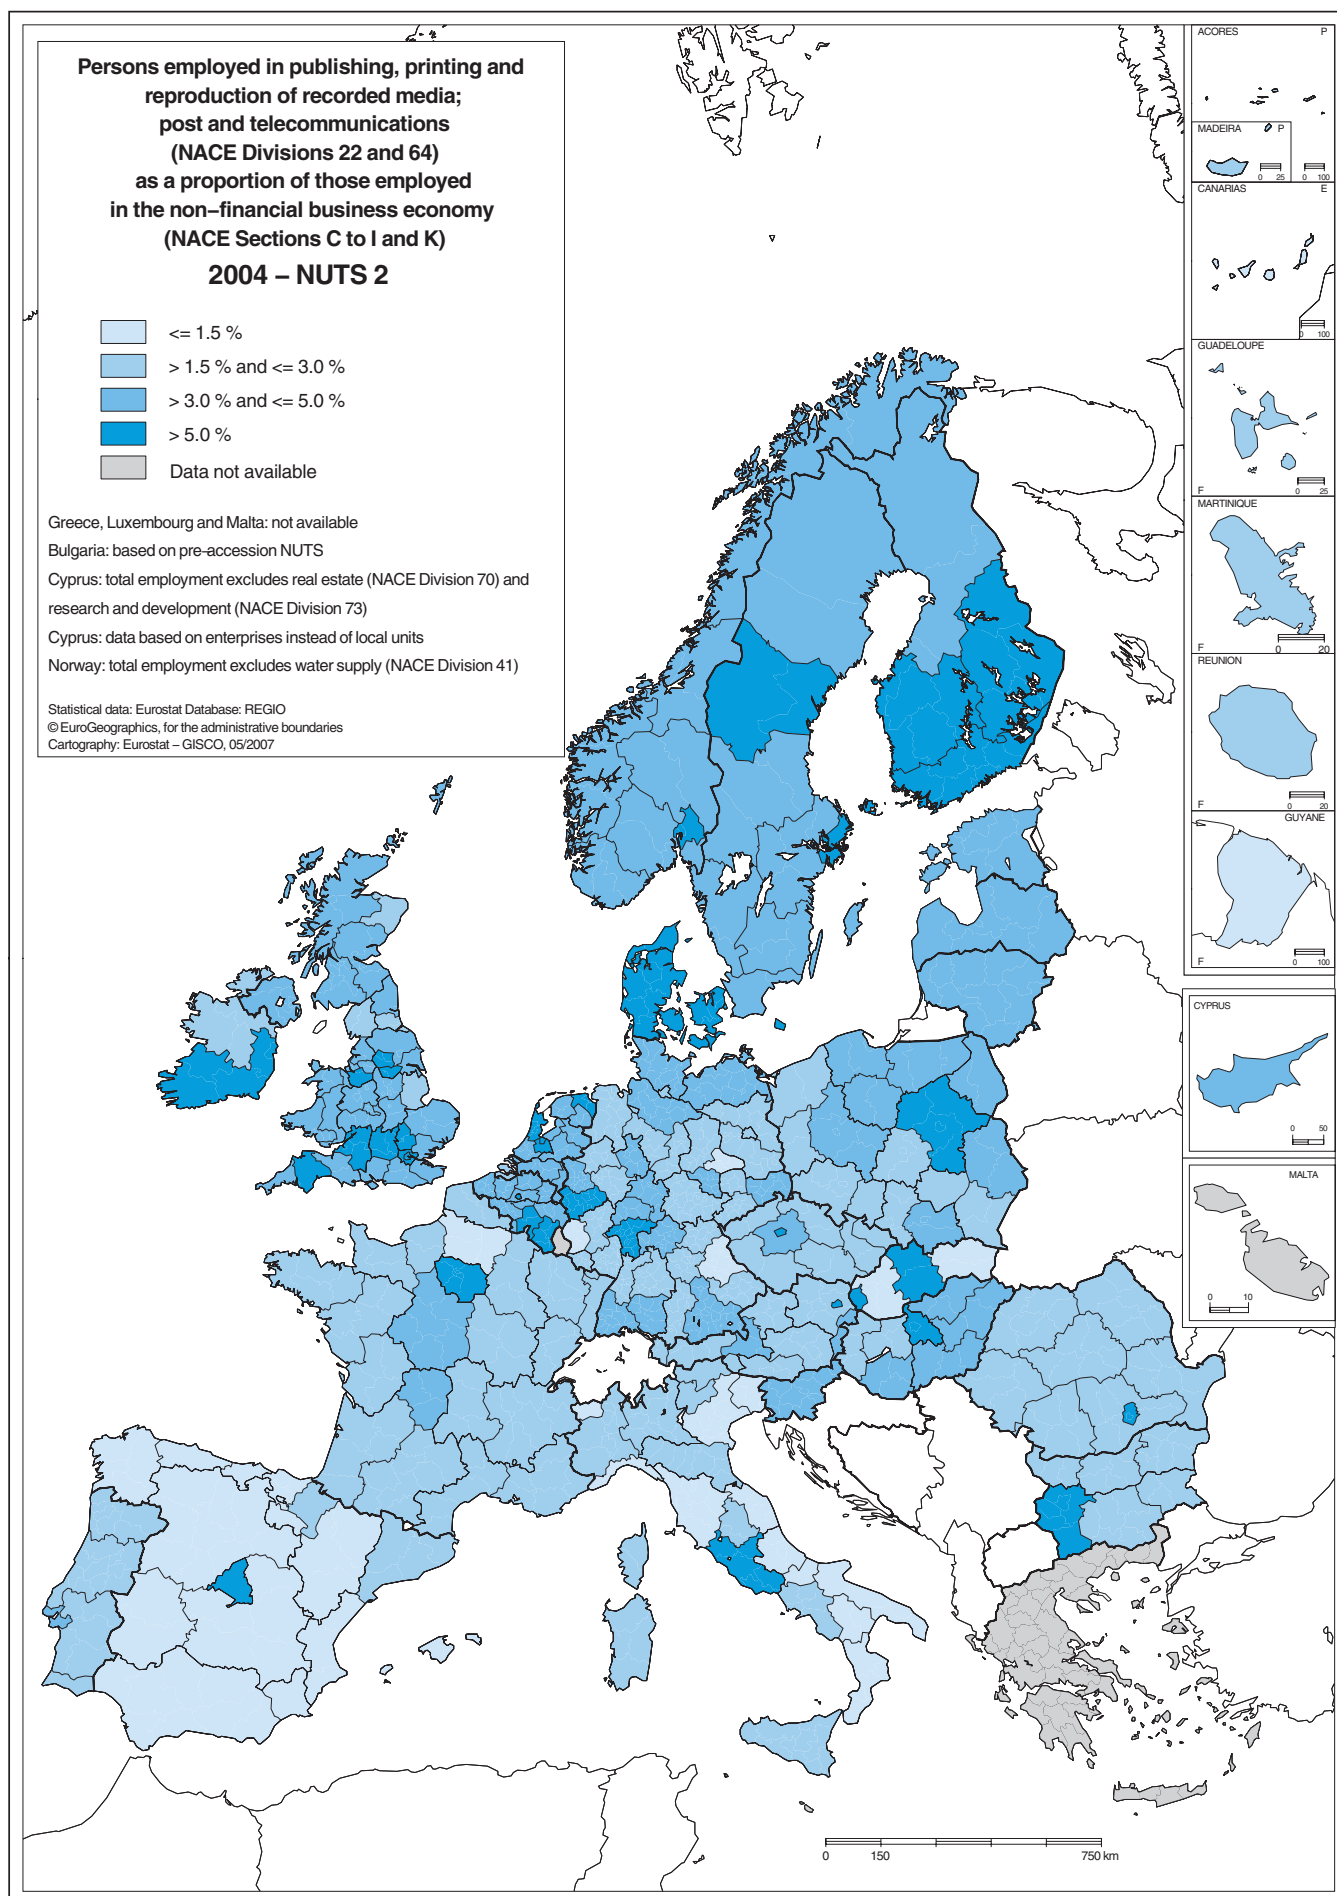 Persons employed in publishing, printing and
reproduction of recorded media;
post and telecommunications
(NACE Divisions 22 and 64)
as a proportion of those employed
in the non–financial business economy
(NACE Sections C to I and K)
2004 – NUTS 2
<= 1.5 %
> 1.5 % and <= 3.0 %
> 3.0 % and <= 5.0 %
> 5.0 %
Data not available
Greece, Luxembourg and Malta: not available
Bulgaria: based on pre-accession NUTS
Cyprus: total employment excludes real estate (NACE Division 70) and
research and development (NACE Division 73)
Cyprus: data based on enterprises instead of local units
Norway: total employment excludes water supply (NACE Division 41)
Statistical data: Eurostat Database: REGIO
© EuroGeographics, for the administrative boundaries
Cartography: Eurostat – GISCO, 05/2007
ACORES P
MADEIRA P
0 25 0 100
CANARIAS E
0 100
GUADELOUPE
F 0 25
MARTINIQUE
F 0 20
REUNION
F 0 20
GUYANE
F 0 100
CYPRUS
0 50
MALTA
0 10
0 150 750 km